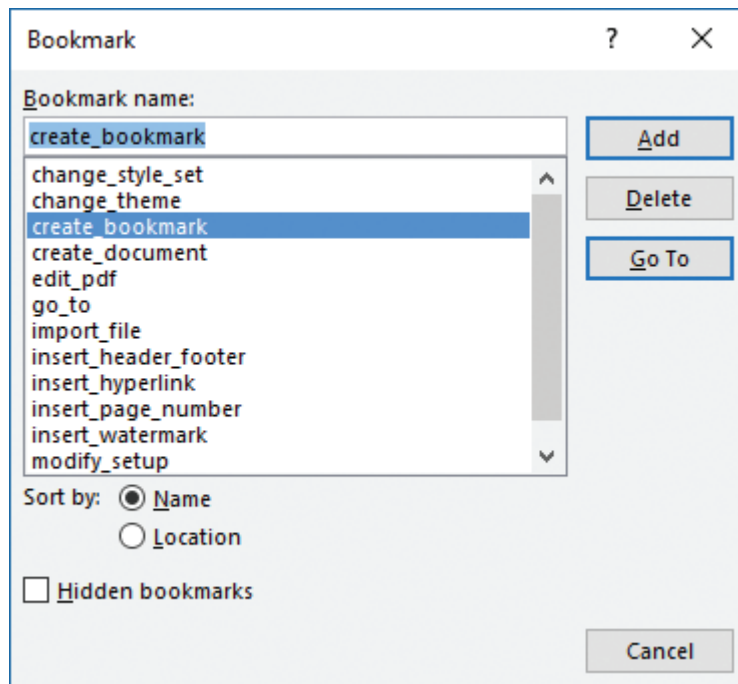 Bookmark
Bookmark name:
create_bookmark
Add
change_style_set
change_theme
Delete
create_bookmark
create_document
Go To
edit_pdf
go_to
import_file
insert_header_footer
insert_hyperlink
insert_page_number
insert_watermark
modify_setup
Sort by: Name
Location
Hidden bookmarks
Cancel